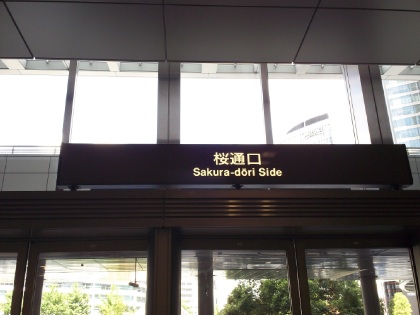 桜通口
Sakura-dōri Side